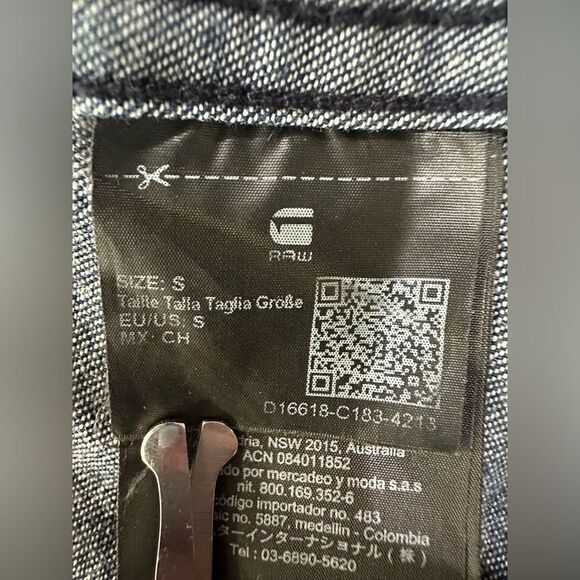 RAW
SIZE: S
Taille Talla Taglia Größe
EU/US: S
MX: CH
D16618-C183-4213
dria, NSW 2015, Australia
ACN 084011852
do por mercadeo y moda s.a.s
nit. 800.169.352-6
código importador no. 483
sic no. 5887, medellin - Colombia
ターインターナショナル (株)
Tel : 03-6890-5620